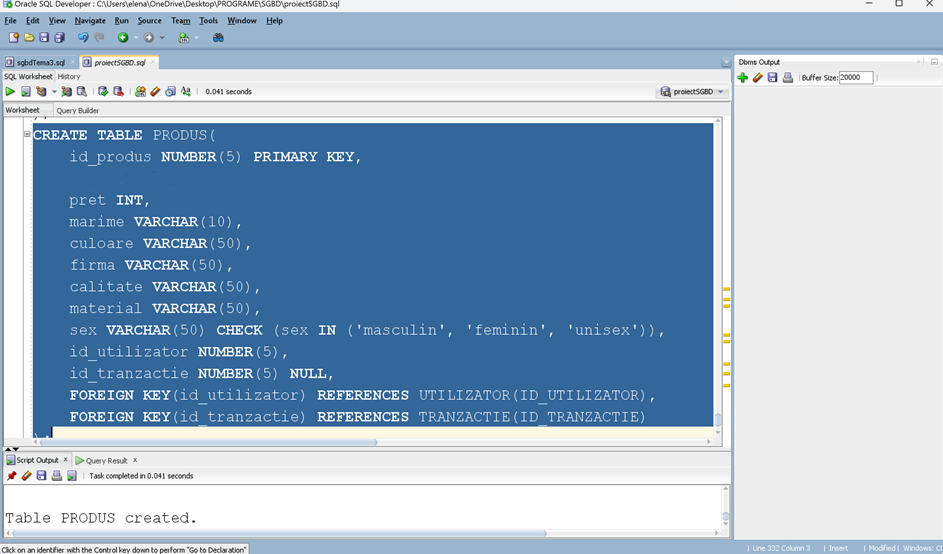 Oracle SQL Developer : C:\Users\elena\OneDrive\Desktop\PROGRAME\SGBD\proiectSGBD.sql
File Edit View Navigate Run Source Team Tools Window Help
sgbdTema3.sql proiectSGBD.sql
SQL Worksheet History
0.041 seconds
proiectSGBD
Worksheet Query Builder
CREATE TABLE PRODUS(
id_produs NUMBER(5) PRIMARY KEY,
pret INT,
marime VARCHAR(10),
culoare VARCHAR(50),
firma VARCHAR(50),
calitate VARCHAR(50),
material VARCHAR(50),
sex VARCHAR(50) CHECK (sex IN ('masculin', 'feminin', 'unisex')),
id_utilizator NUMBER(5),
id_tranzactie NUMBER(5) NULL,
FOREIGN KEY(id_utilizator) REFERENCES UTILIZATOR(ID_UTILIZATOR),
FOREIGN KEY(id_tranzactie) REFERENCES TRANZACTIE(ID_TRANZACTIE)
);
Script Output x Query Result x
Task completed in 0.041 seconds
Table PRODUS created.
Dbms Output
Buffer Size: 20000
Click on an identifier with the Control key down to perform "Go to Declaration"
Line 332 Column 3 | Insert | Modified | Windows: C